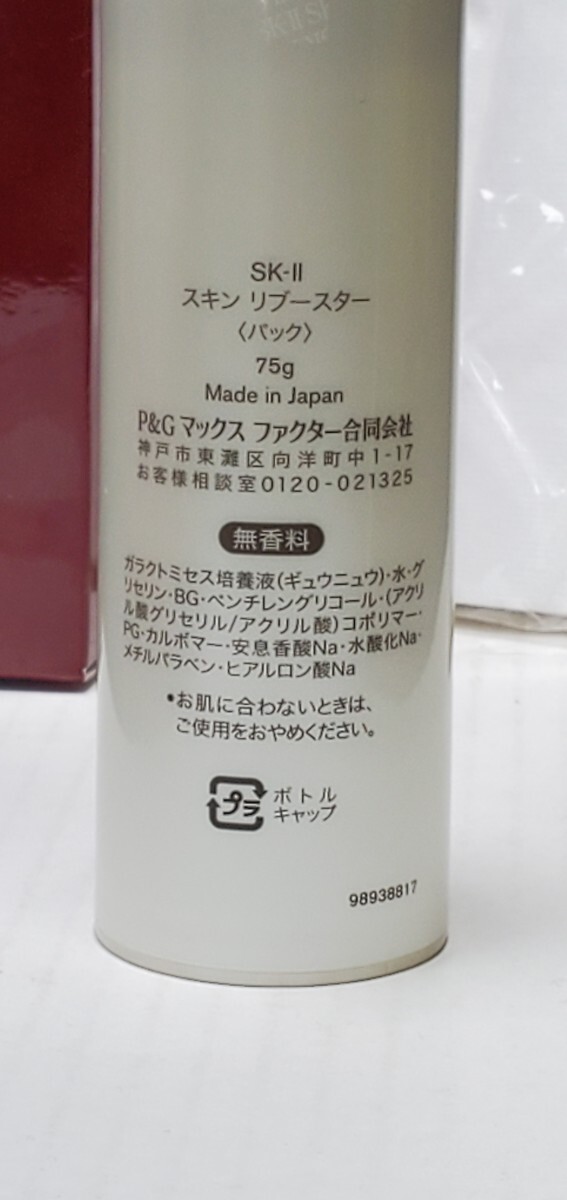 SK-II
スキン リブースター
〈パック〉
75g
Made in Japan
P&G マックス ファクター合同会社
神戸市東灘区向洋町中1-17
お客様相談室0120-021325
無香料
ガラクトミセス培養液(ギュウニュウ)・水・グ
リセリン・BG・ペンチレングリコール・(アクリ
ル酸グリセリル/アクリル酸)コポリマー・
PG・カルボマー・安息香酸Na・水酸化Na・
メチルパラベン・ヒアルロン酸Na
•お肌に合わないときは、
ご使用をおやめください。
プラ
ボトル
キャップ
98938817